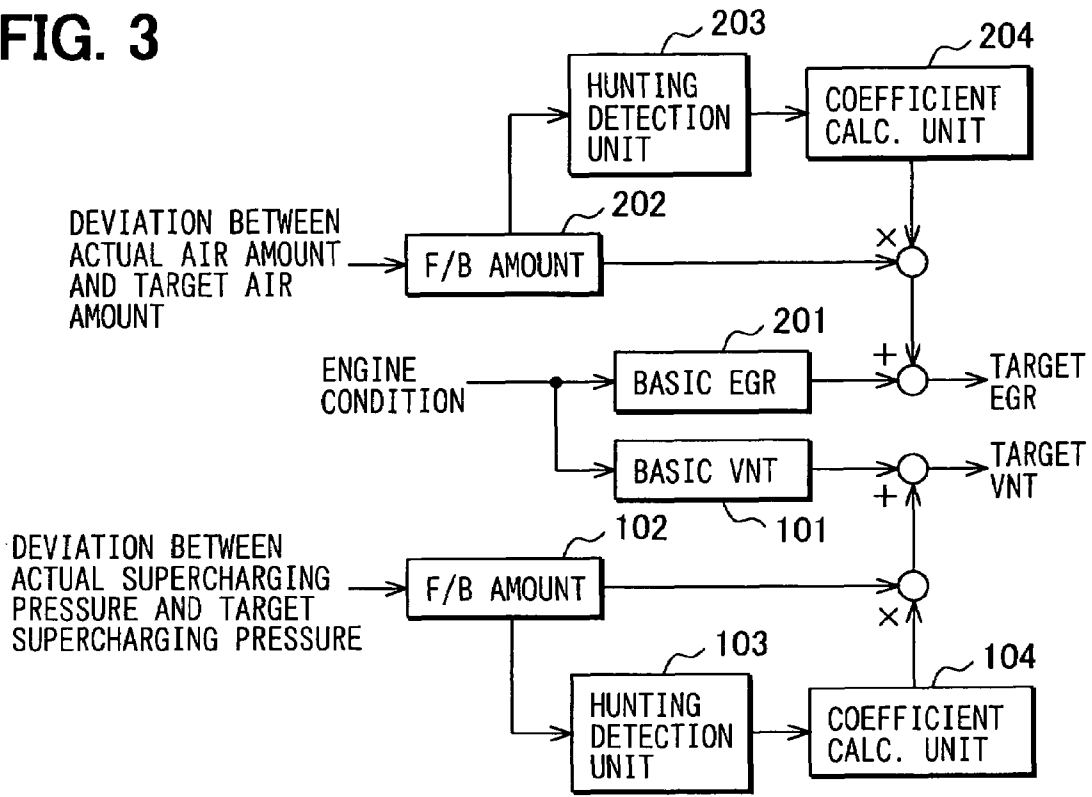 FIG. 3
203
HUNTING
DETECTION
UNIT
204
COEFFICIENT
CALC. UNIT
DEVIATION BETWEEN
ACTUAL AIR AMOUNT
AND TARGET AIR
AMOUNT
202
F/B AMOUNT
×
ENGINE
CONDITION
201
BASIC EGR
+
TARGET
EGR
BASIC VNT
101
+
TARGET
VNT
DEVIATION BETWEEN
ACTUAL SUPERCHARGING
PRESSURE AND TARGET
SUPERCHARGING PRESSURE
102
F/B AMOUNT
×
103
HUNTING
DETECTION
UNIT
104
COEFFICIENT
CALC. UNIT